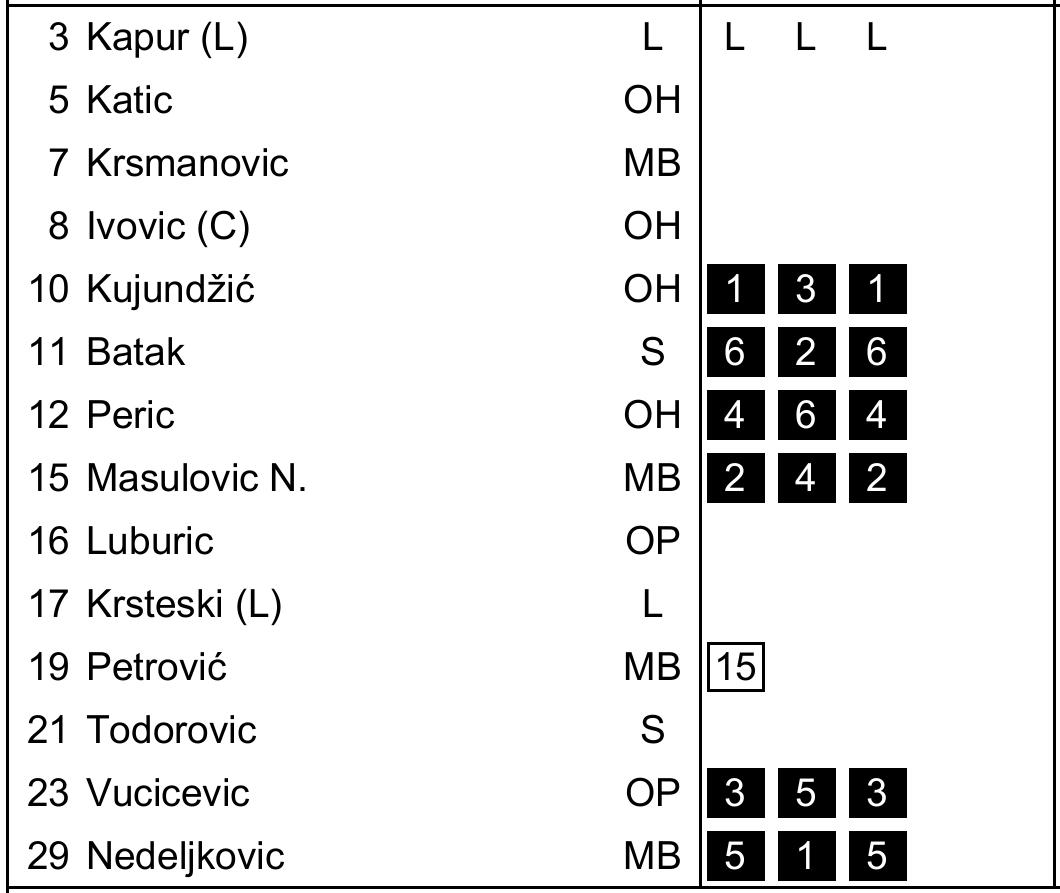 3 Kapur (L) L L L L
5 Katic OH
7 Krsmanovic MB
8 Ivovic (C) OH
10 Kujundžić OH 1 3 1
11 Batak S 6 2 6
12 Peric OH 4 6 4
15 Masulovic N. MB 2 4 2
16 Luburic OP
17 Krsteski (L) L
19 Petrović MB 15
21 Todorovic S
23 Vucicevic OP 3 5 3
29 Nedeljkovic MB 5 1 5